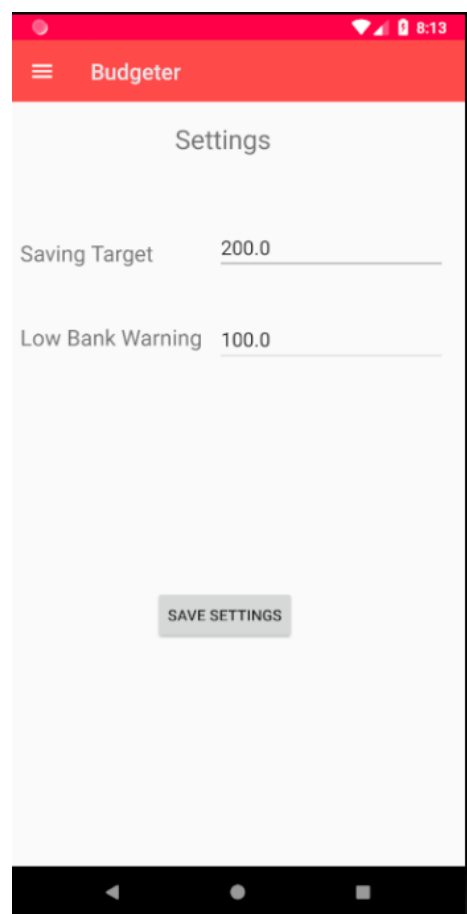 8:13
Budgeter
Settings
Saving Target 200.0
Low Bank Warning 100.0
SAVE SETTINGS